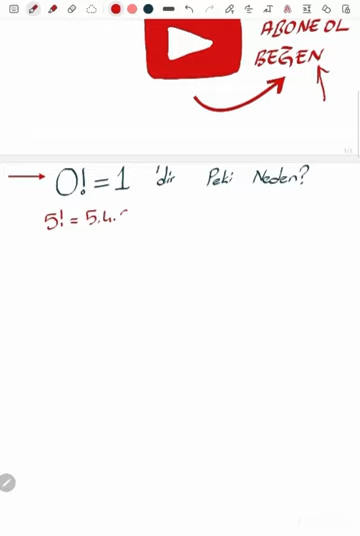 ABONE OL
BEĞEN
0! = 1 'dir Peki Neden?
5! = 5.4.